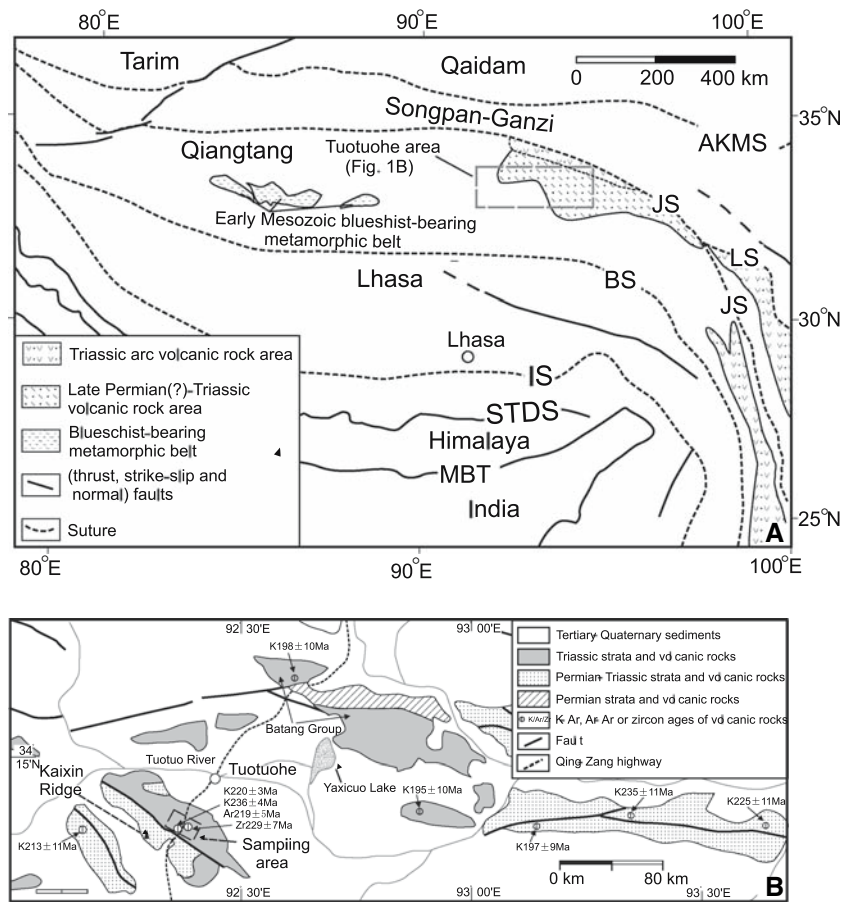 80°E
90°E
100°E
Tarim
Qaidam
0 200 400 km
Songpan-Ganzi
35°N
AKMS
Tuotuohe area
(Fig. 1B)
Qiangtang
JS
Early Mesozoic blueshist-bearing
metamorphic belt
LS
Lhasa
BS
JS
30°N
Lhasa
IS
STDS
Himalaya
MBT
India
Triassic arc volcanic rock area
Late Permian(?)-Triassic
volcanic rock area
Blueschist-bearing
metamorphic belt
(thrust, strike-slip and
normal) faults
Suture
25°N
A
80°E
90°E
100°E
92 30'E
93 00'E
K198±10Ma
Tertiary+ Quaternary sediments
Triassic strata and volcanic rocks
Permian+ Triassic strata and volcanic rocks
Permian strata and volcanic rocks
K/Ar/Zr
K-Ar, Ar-Ar or zircon ages of volcanic rocks
Fault
Qing-Zang highway
Batang Group
34
15'N
Tuotuo River
Tuotuohe
Yaxicuo Lake
Kaixin
Ridge
K220±3Ma
K236±4Ma
Ar219±5Ma
Zr229±7Ma
K195±10Ma
K235±11Ma
K225±11Ma
Sampling
area
K213±11Ma
K197±9Ma
0 km 80 km
92 30'E
93 00'E
93 30'E
B